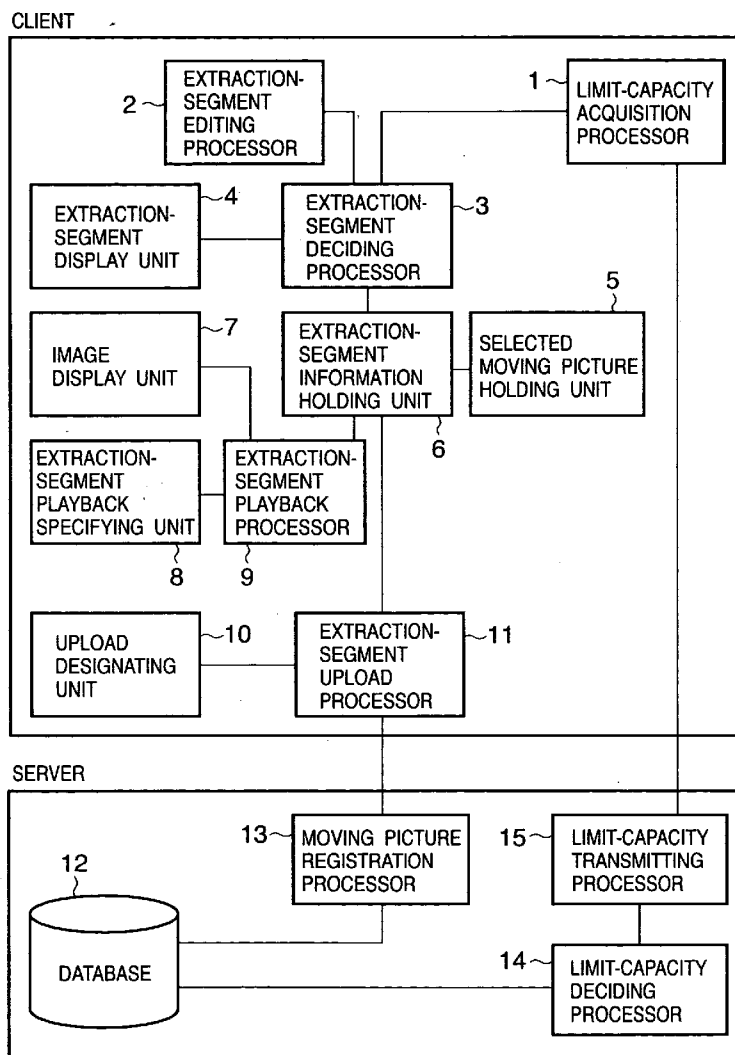 CLIENT
2
EXTRACTION-
SEGMENT
EDITING
PROCESSOR
1
LIMIT-CAPACITY
ACQUISITION
PROCESSOR
4
EXTRACTION-
SEGMENT
DISPLAY UNIT
3
EXTRACTION-
SEGMENT
DECIDING
PROCESSOR
7
IMAGE
DISPLAY UNIT
EXTRACTION-
SEGMENT
INFORMATION
HOLDING UNIT
6
5
SELECTED
MOVING PICTURE
HOLDING UNIT
EXTRACTION-
SEGMENT
PLAYBACK
SPECIFYING UNIT
8
EXTRACTION-
SEGMENT
PLAYBACK
PROCESSOR
9
10
UPLOAD
DESIGNATING
UNIT
EXTRACTION-
SEGMENT
UPLOAD
PROCESSOR
11
SERVER
13
MOVING PICTURE
REGISTRATION
PROCESSOR
15
LIMIT-CAPACITY
TRANSMITTING
PROCESSOR
12
DATABASE
14
LIMIT-CAPACITY
DECIDING
PROCESSOR